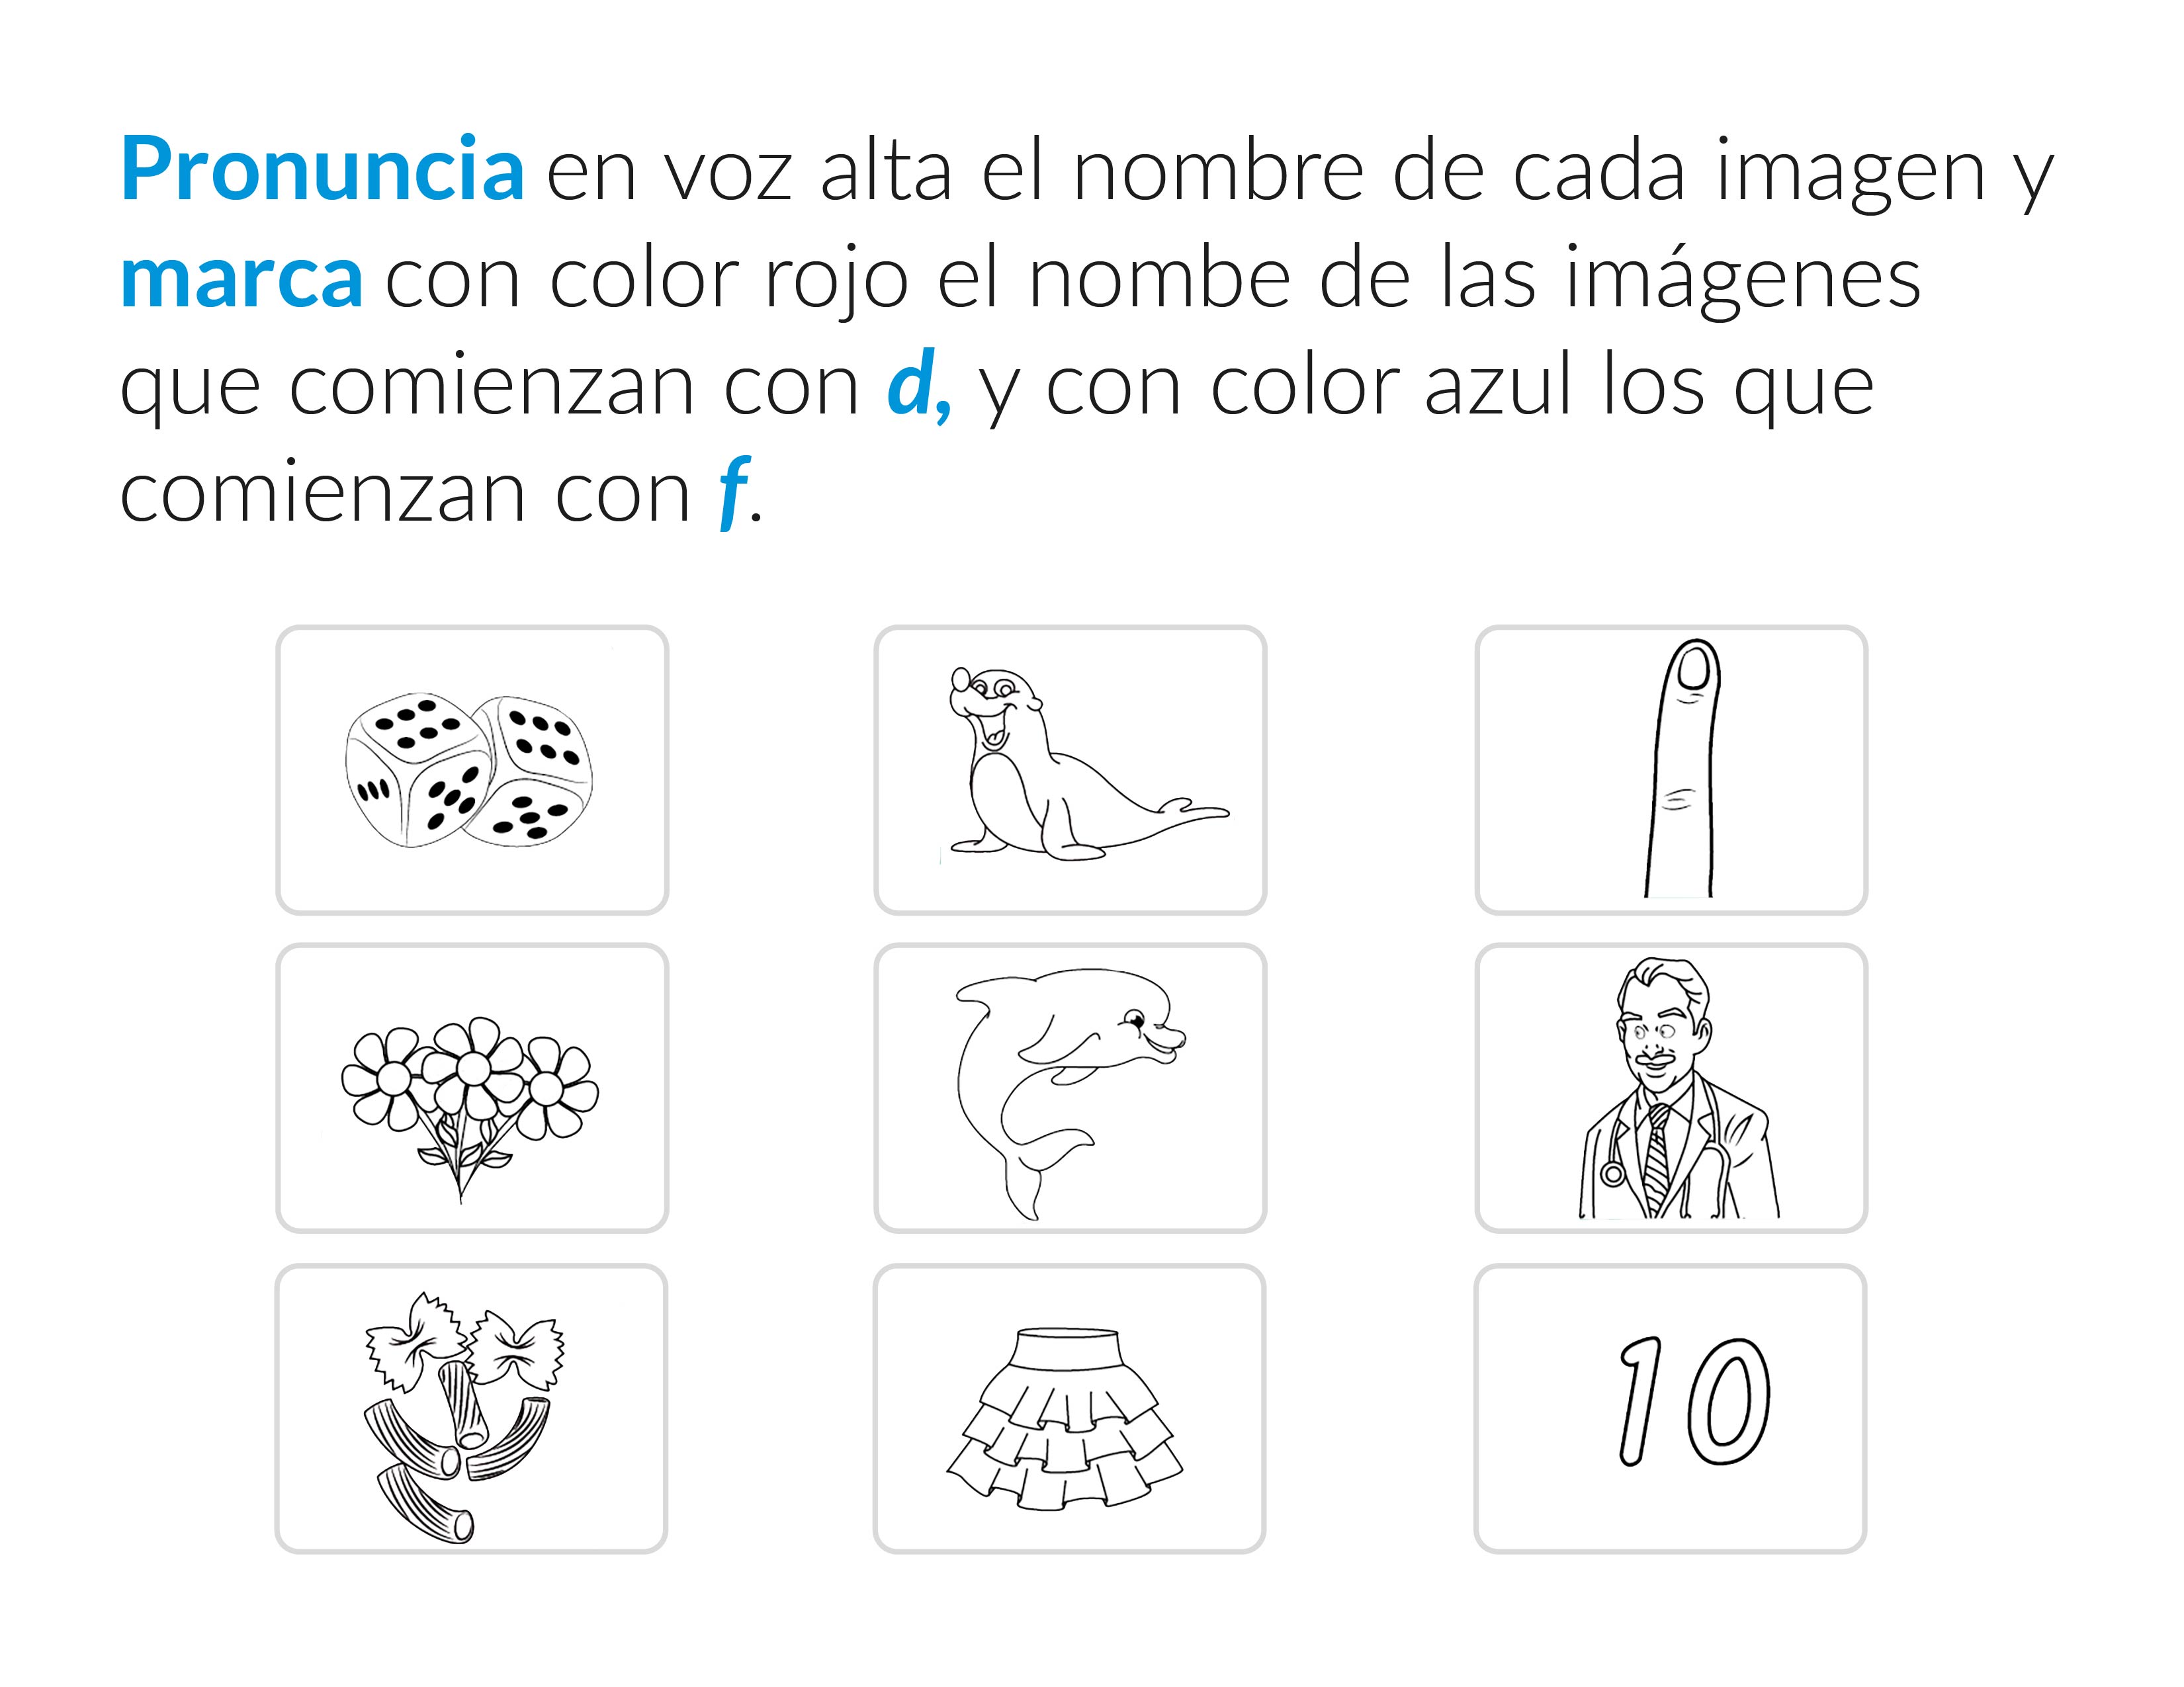 Pronuncia en voz alta el nombre de cada imagen y
marca con color rojo el nombe de las imágenes
que comienzan con d, y con color azul los que
comienzan con f.
10